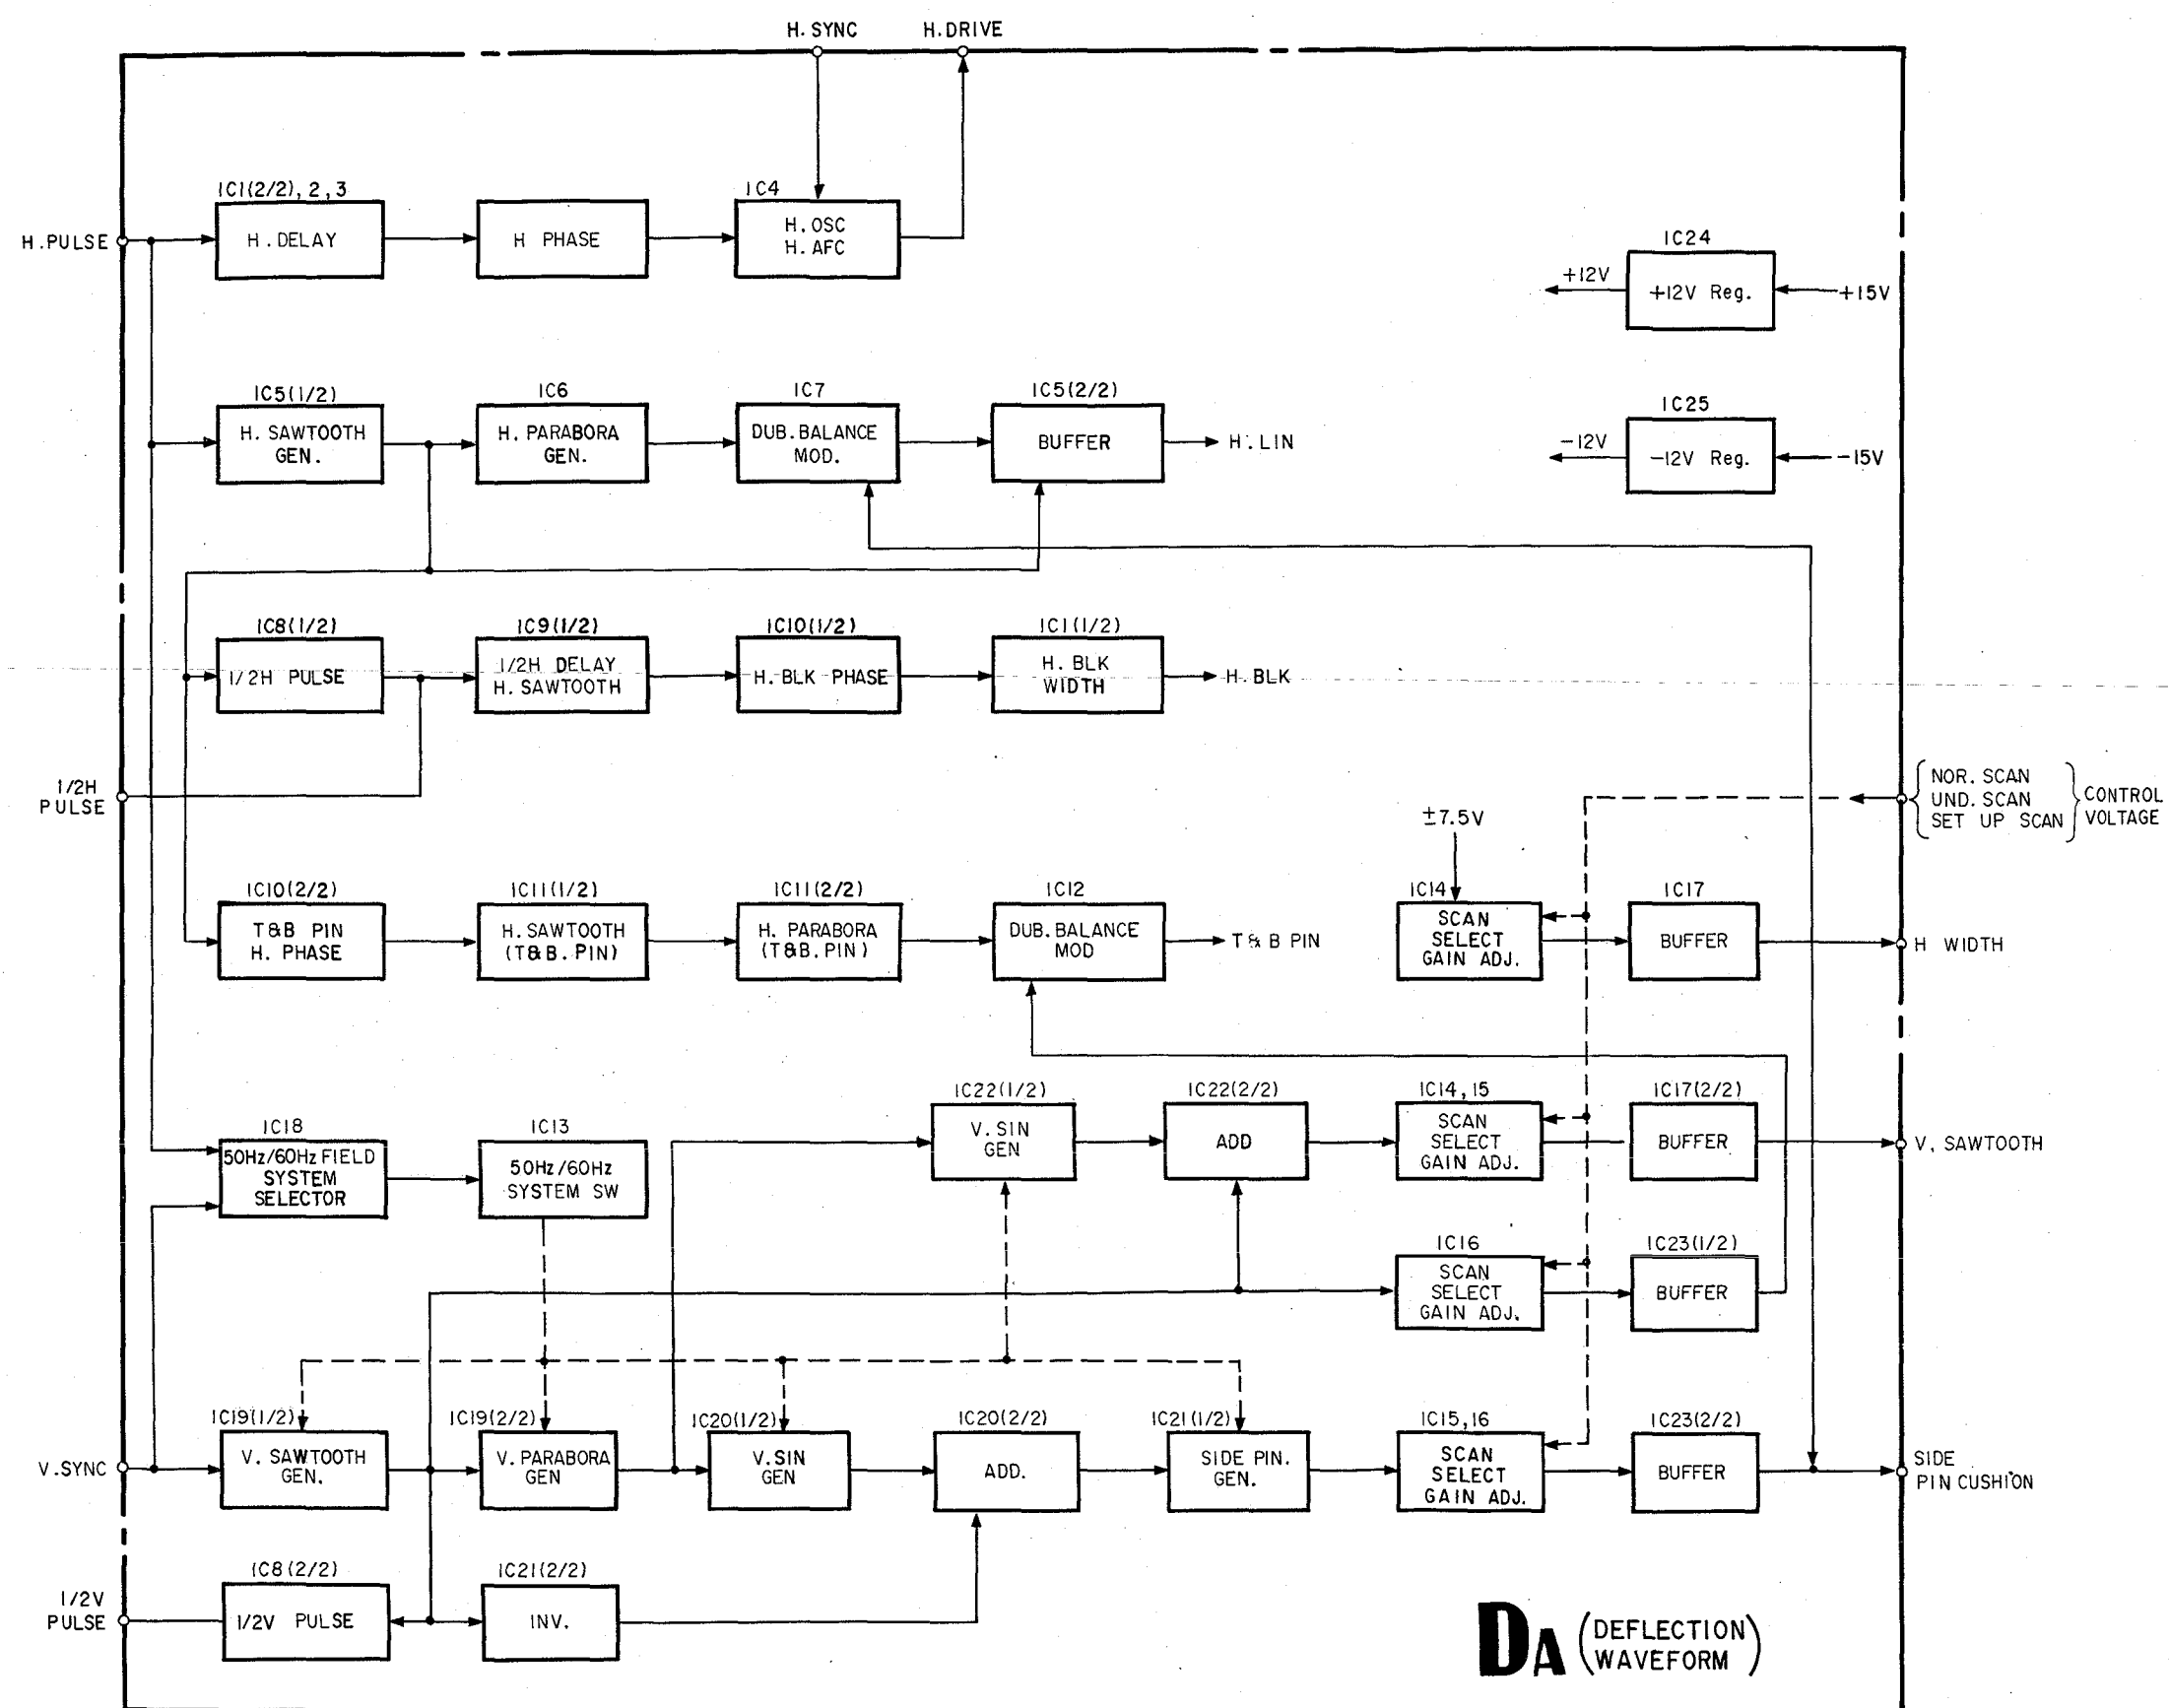 H. SYNC
H.DRIVE
IC1(2/2), 2, 3
IC4
H.PULSE
H. DELAY
H PHASE
H. OSC
H. AFC
IC24
+12V
+12V Reg.
+15V
IC5(1/2)
IC6
IC7
IC5(2/2)
IC25
H. SAWTOOTH
GEN.
H. PARABORA
GEN.
DUB. BALANCE
MOD.
BUFFER
H. LIN
-12V
-12V Reg.
-15V
IC8(1/2)
IC9(1/2)
IC10(1/2)
IC1(1/2)
1/2H PULSE
1/2H DELAY
H. SAWTOOTH
H. BLK PHASE
H. BLK
WIDTH
H. BLK
1/2H
PULSE
NOR. SCAN
UND. SCAN
SET UP SCAN
CONTROL
VOLTAGE
±7.5V
IC10(2/2)
IC11(1/2)
IC11(2/2)
IC12
IC14
IC17
T&B PIN
H. PHASE
H. SAWTOOTH
(T&B. PIN)
H. PARABORA
(T&B. PIN)
DUB. BALANCE
MOD
T & B PIN
SCAN
SELECT
GAIN ADJ.
BUFFER
H WIDTH
IC22(1/2)
IC22(2/2)
IC14, 15
IC17(2/2)
IC18
IC13
50Hz/60Hz FIELD
SYSTEM
SELECTOR
50Hz/60Hz
SYSTEM SW
V. SIN
GEN
ADD
SCAN
SELECT
GAIN ADJ.
BUFFER
V. SAWTOOTH
IC16
IC23(1/2)
SCAN
SELECT
GAIN ADJ.
BUFFER
IC19(1/2)
IC19(2/2)
IC20(1/2)
IC20(2/2)
IC21(1/2)
IC15, 16
IC23(2/2)
V.SYNC
V. SAWTOOTH
GEN.
V. PARABORA
GEN
V.SIN
GEN
ADD.
SIDE PIN.
GEN.
SCAN
SELECT
GAIN ADJ.
BUFFER
SIDE
PIN CUSHION
IC8(2/2)
IC21(2/2)
1/2V
PULSE
1/2V PULSE
INV.
DA (DEFLECTION
WAVEFORM)